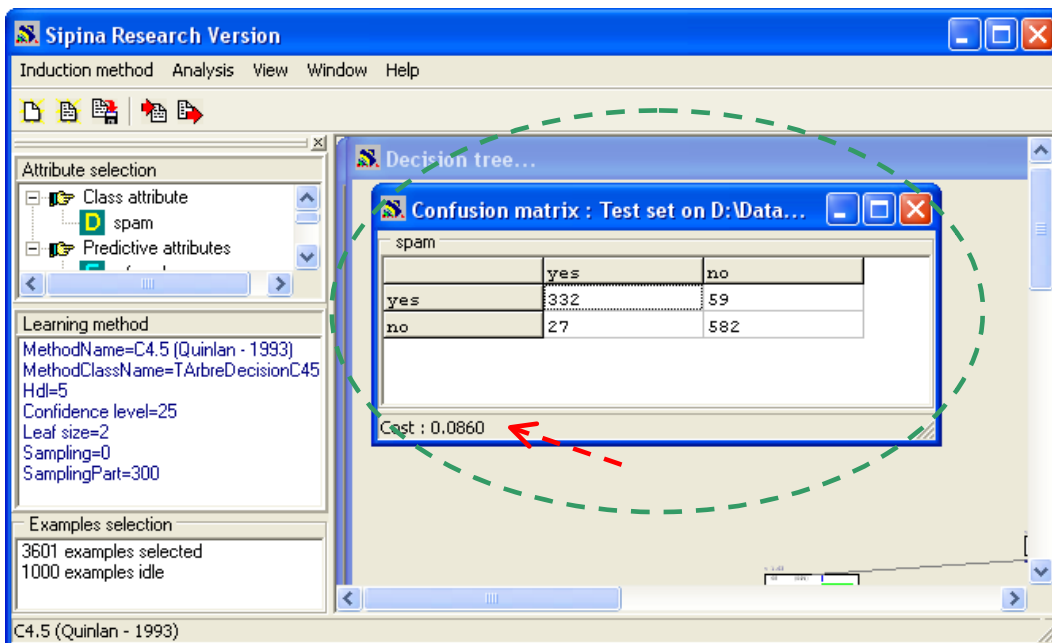 Sipina Research Version
Induction method Analysis View Window Help
Attribute selection
Class attribute
spam
Predictive attributes
Learning method
MethodName=C4.5 (Quinlan - 1993)
MethodClassName=TArbreDecisionC45
Hdl=5
Confidence level=25
Leaf size=2
Sampling=0
SamplingPart=300
Examples selection
3601 examples selected
1000 examples idle
Decision tree...
Confusion matrix : Test set on D:\Data...
spam
yes no
yes 332 59
no 27 582
Cost : 0.0860
C4.5 (Quinlan - 1993)